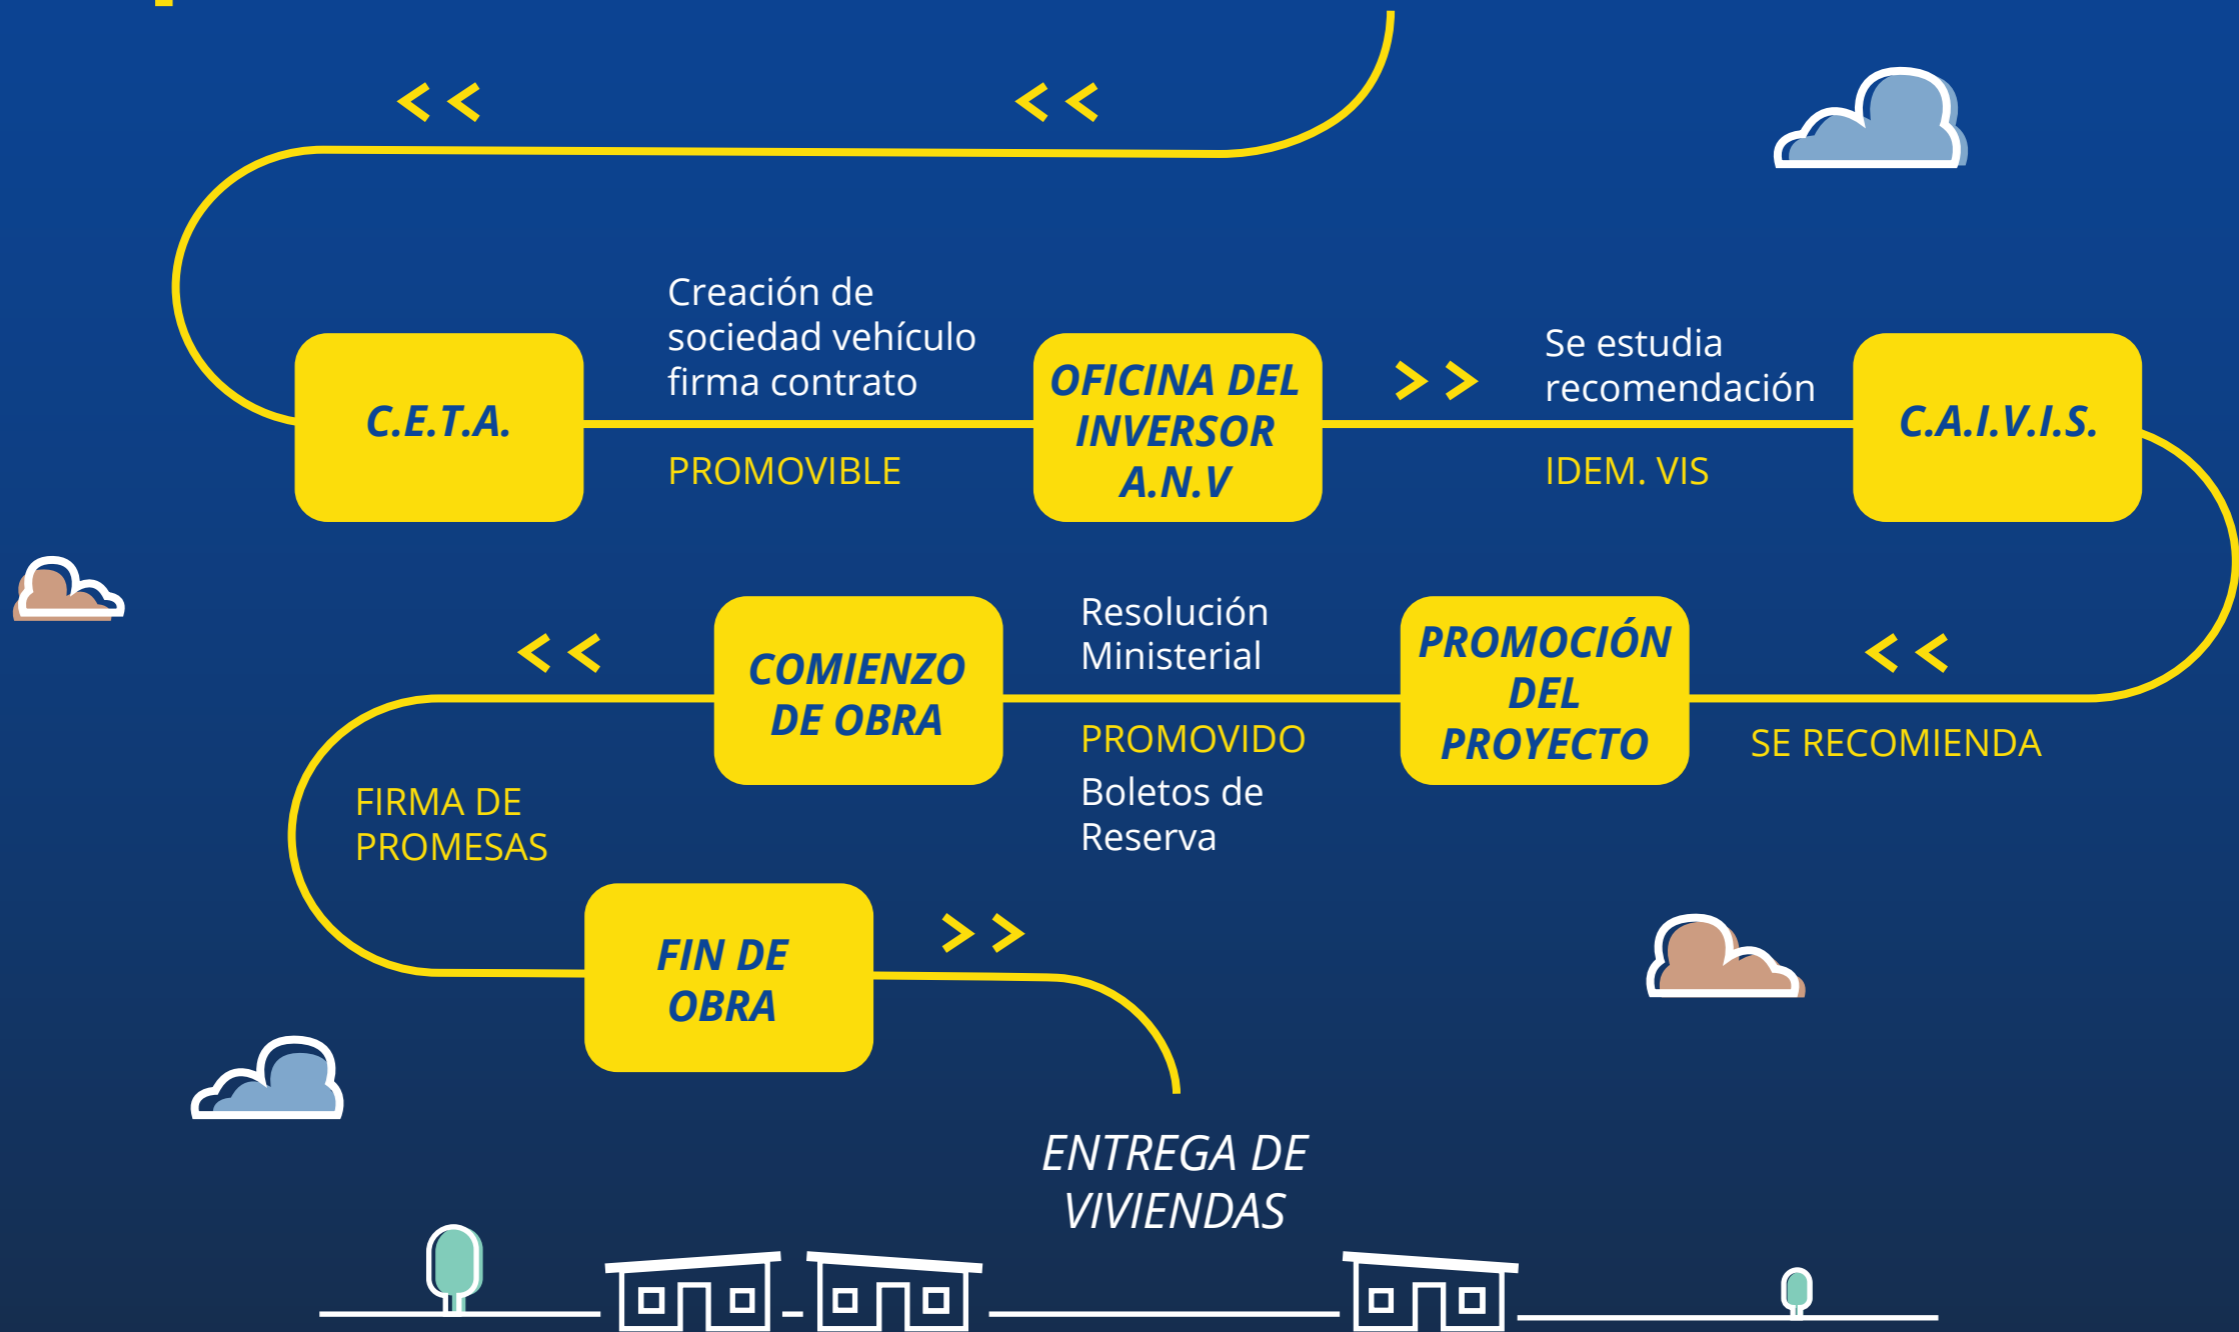 C.E.T.A.
Creación de
sociedad vehículo
firma contrato
PROMOVIBLE
OFICINA DEL
INVERSOR
A.N.V
Se estudia
recomendación
IDEM. VIS
C.A.I.V.I.S.
SE RECOMIENDA
PROMOCIÓN
DEL
PROYECTO
Resolución
Ministerial
PROMOVIDO
Boletos de
Reserva
COMIENZO
DE OBRA
FIRMA DE
PROMESAS
FIN DE
OBRA
ENTREGA DE
VIVIENDAS